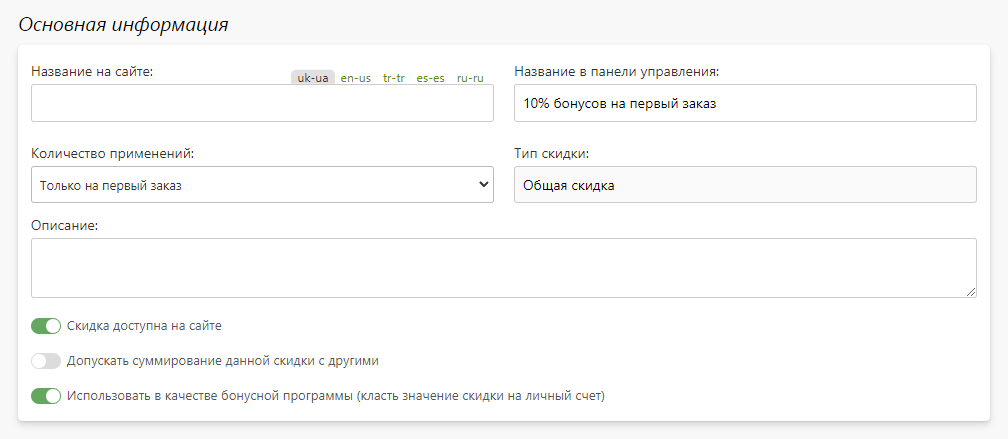 Основная информация
Название на сайте:
uk-ua en-us tr-tr es-es ru-ru
Название в панели управления:
10% бонусов на первый заказ
Количество применений:
Только на первый заказ
Тип скидки:
Общая скидка
Описание:
Скидка доступна на сайте
Допускать суммирование данной скидки с другими
Использовать в качестве бонусной программы (класть значение скидки на личный счет)